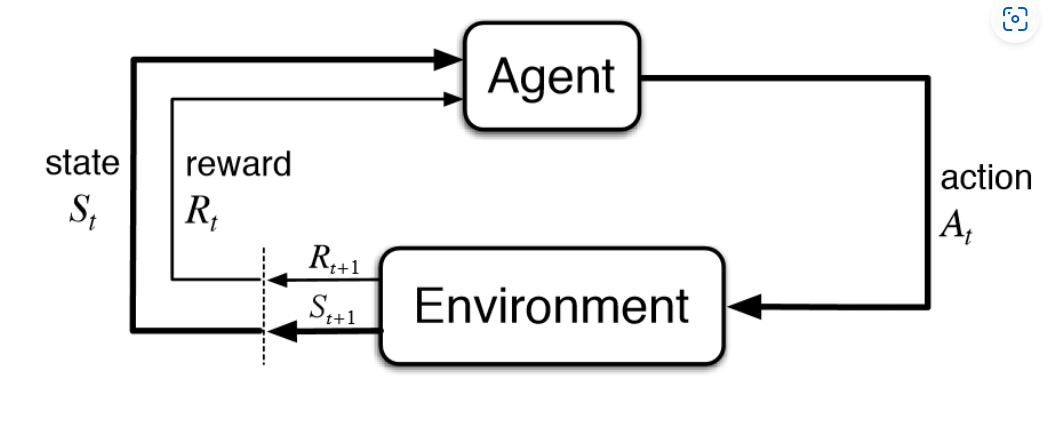 Agent
state
S_t
reward
R_t
action
A_t
R_{t+1}
S_{t+1}
Environment